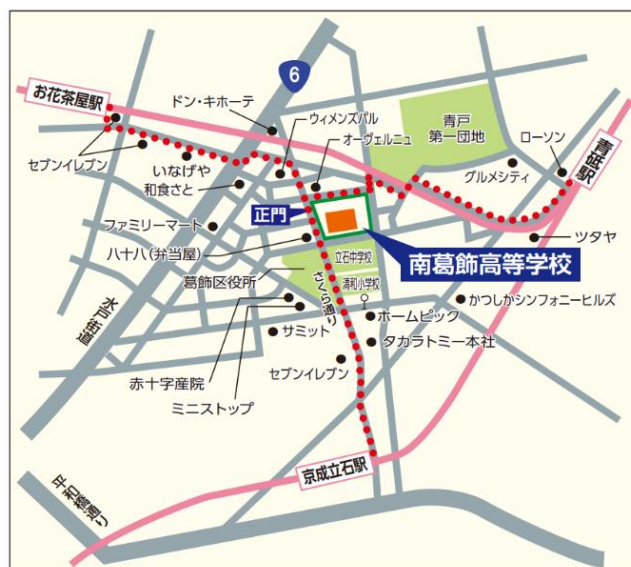 6
お花茶屋駅
ドン・キホーテ
ウィメンズパル
オーヴェルニュ
青戸
第一団地
ローソン
グルメシティ
青砥駅
セブンイレブン
いなげや
和食さと
正門
ファミリーマート
八十八(弁当屋)
葛飾区役所
立石中学校
南葛飾高等学校
ツタヤ
清和小学校
さくら通り
水戸街道
かつしかシンフォニーヒルズ
ホームピック
サミット
タカラトミー本社
セブンイレブン
赤十字産院
ミニストップ
京成立石駅
平和橋通り